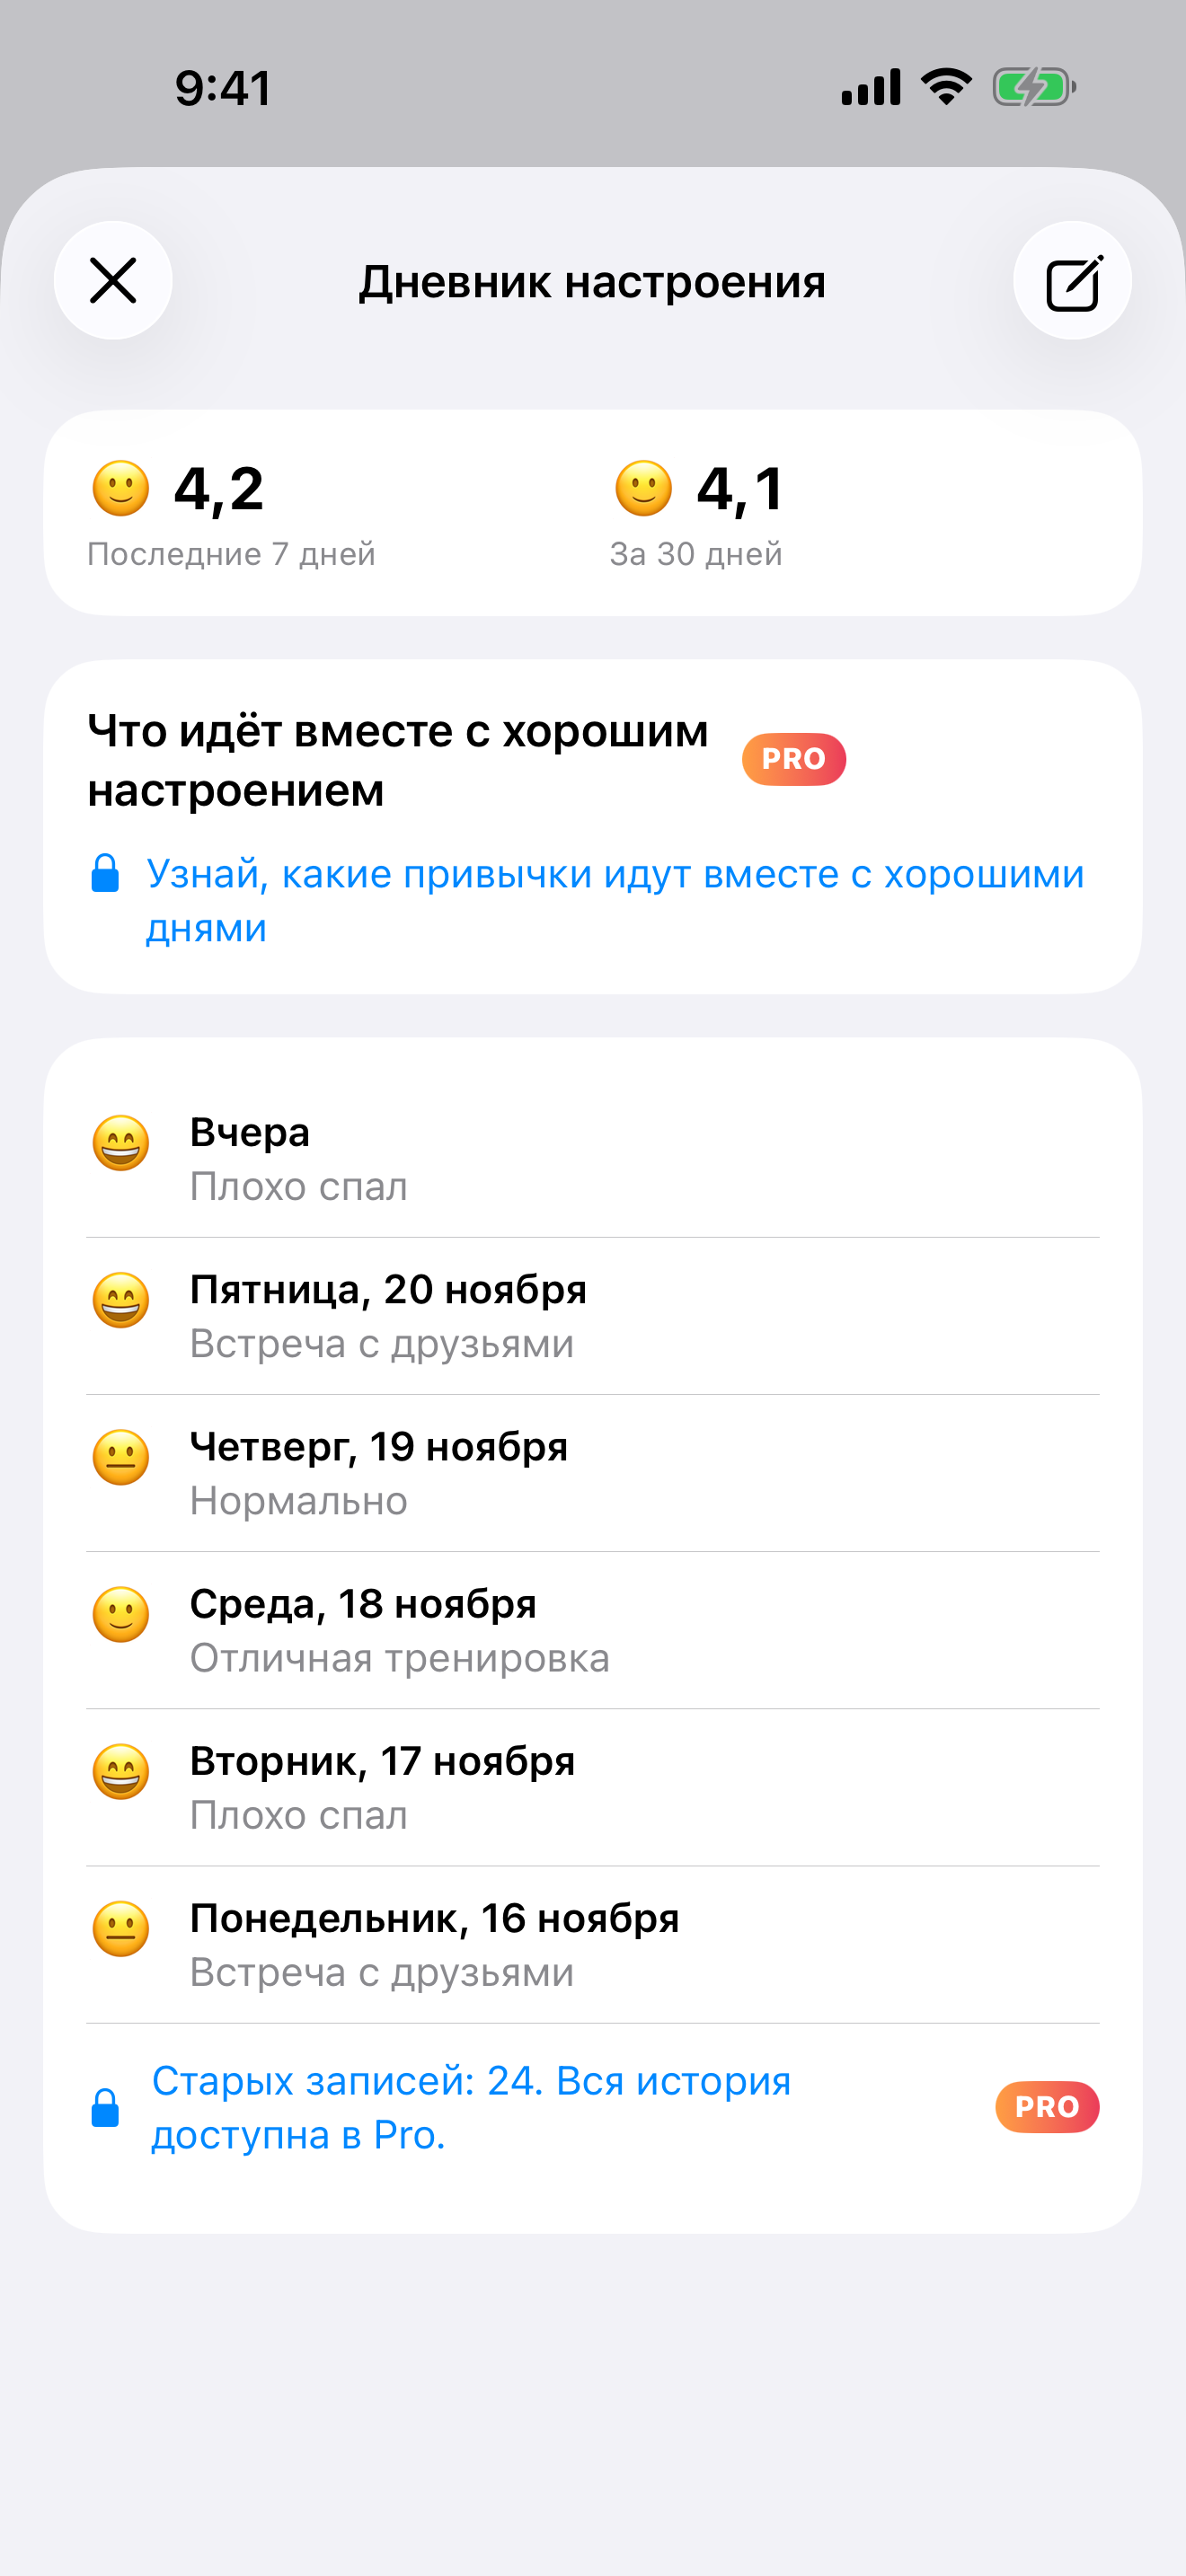 9:41
Дневник настроения
4,2
4,1
Последние 7 дней
За 30 дней
Что идёт вместе с хорошим
настроением
PRO
Узнай, какие привычки идут вместе с хорошими
днями
Вчера
Плохо спал
Пятница, 20 ноября
Встреча с друзьями
Четверг, 19 ноября
Нормально
Среда, 18 ноября
Отличная тренировка
Вторник, 17 ноября
Плохо спал
Понедельник, 16 ноября
Встреча с друзьями
Старых записей: 24. Вся история
доступна в Pro.
PRO